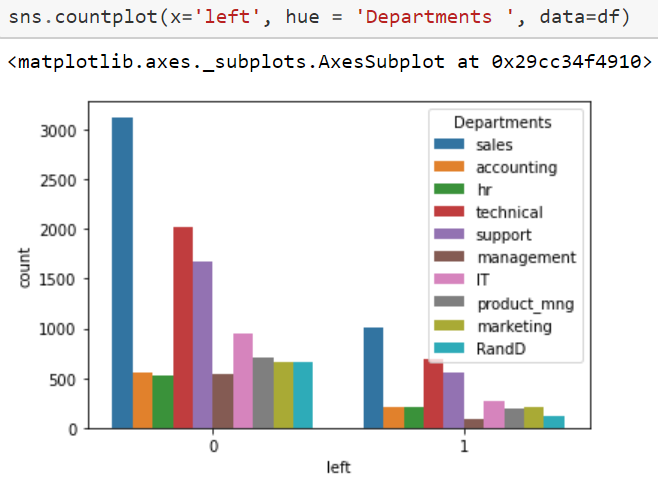 sns.countplot(x='left', hue = 'Departments ', data=df)
<matplotlib.axes._subplots.AxesSubplot at 0x29cc34f4910>
Departments
sales
accounting
hr
technical
support
management
IT
product_mng
marketing
RandD
3000
2500
2000
1500
1000
500
0
count
0 1
left